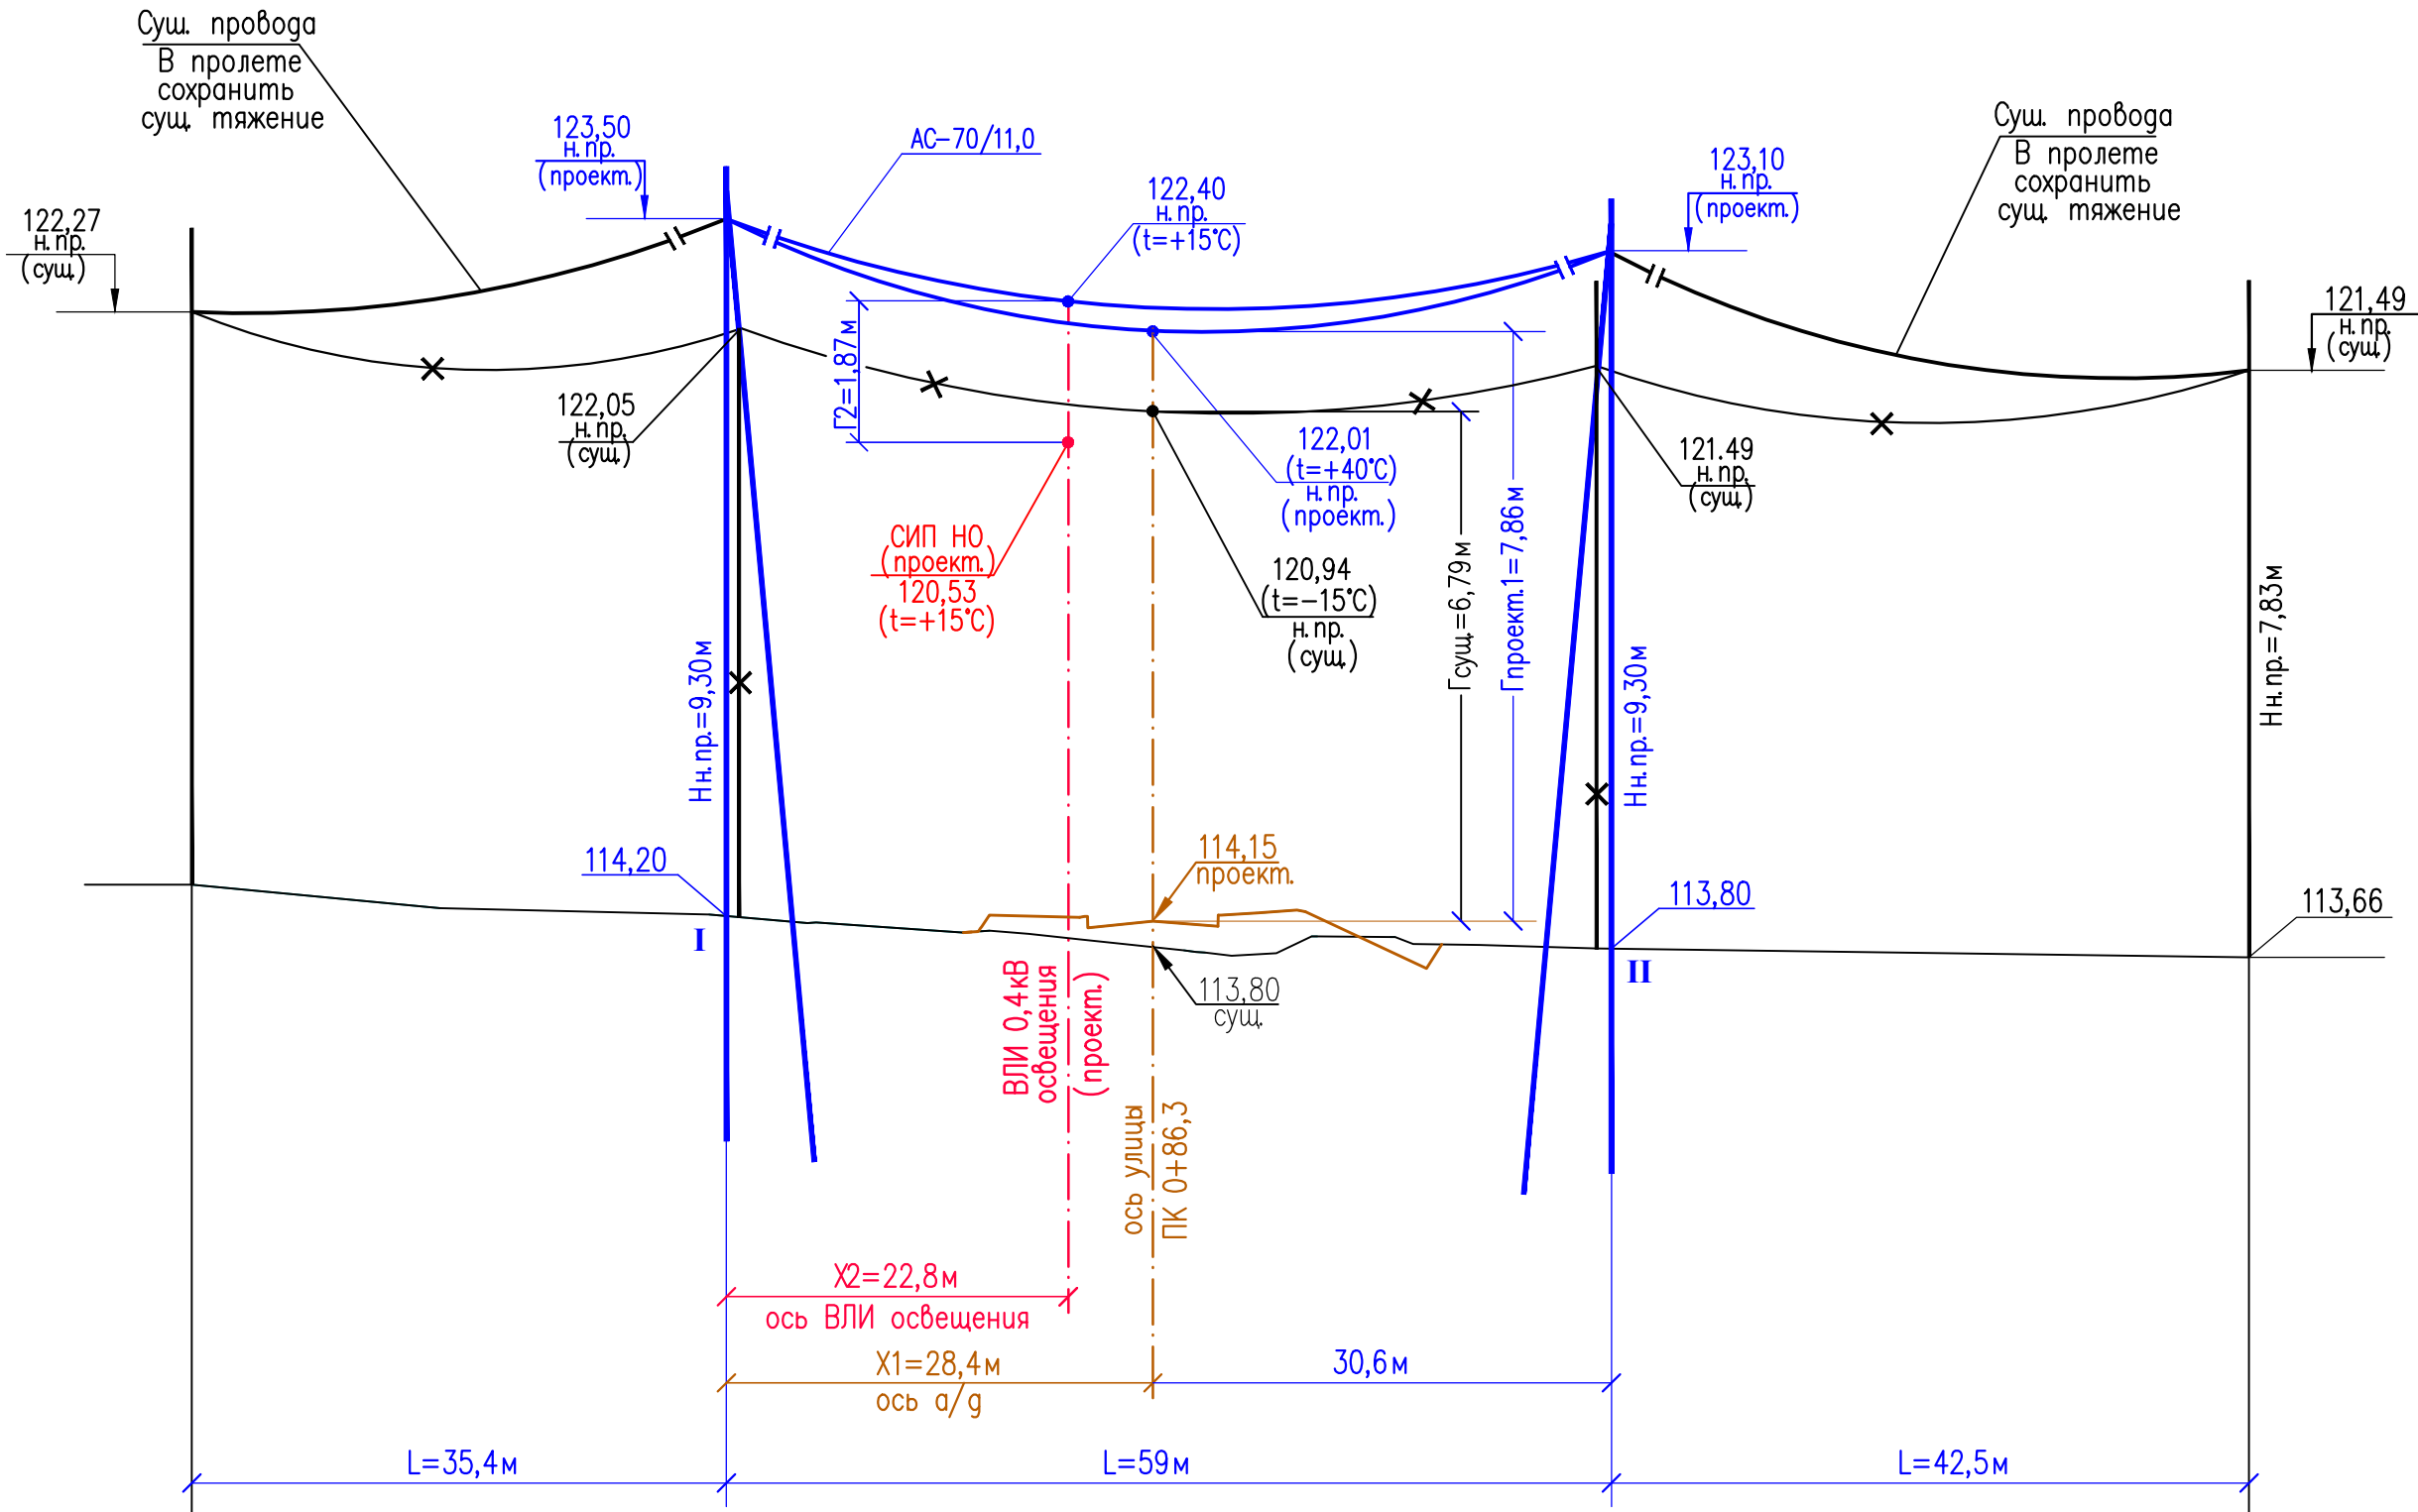 Сущ. провода
В пролете
сохранить
сущ. тяжение
122,27
н. пр.
(сущ.)
123,50
н. пр.
(проект.)
АС-70/11,0
122,40
н. пр.
(t=+15°C)
123,10
н. пр.
(проект.)
Сущ. провода
В пролете
сохранить
сущ. тяжение
121,49
н. пр.
(сущ.)
122,05
н. пр.
(сущ.)
Г2=1,87м
122,01
(t=+40°C)
н. пр.
(проект.)
121.49
н. пр.
(сущ.)
СИП НО
(проект.)
120,53
(t=+15°C)
120,94
(t=-15°C)
н. пр.
(сущ.)
Гсущ.=6,79м
Гпроект.1=7,86м
Нн.пр.=9,30м
Нн.пр.=9,30м
Нн.пр.=7,83м
114,20
114,15
проект.
113,80
113,66
I
II
113,80
сущ.
ВЛИ 0,4кВ
освещения
(проект.)
ось улицы
ПК 0+86,3
Х2=22,8м
ось ВЛИ освещения
Х1=28,4м
ось а/д
30,6м
L=35,4м
L=59м
L=42,5м